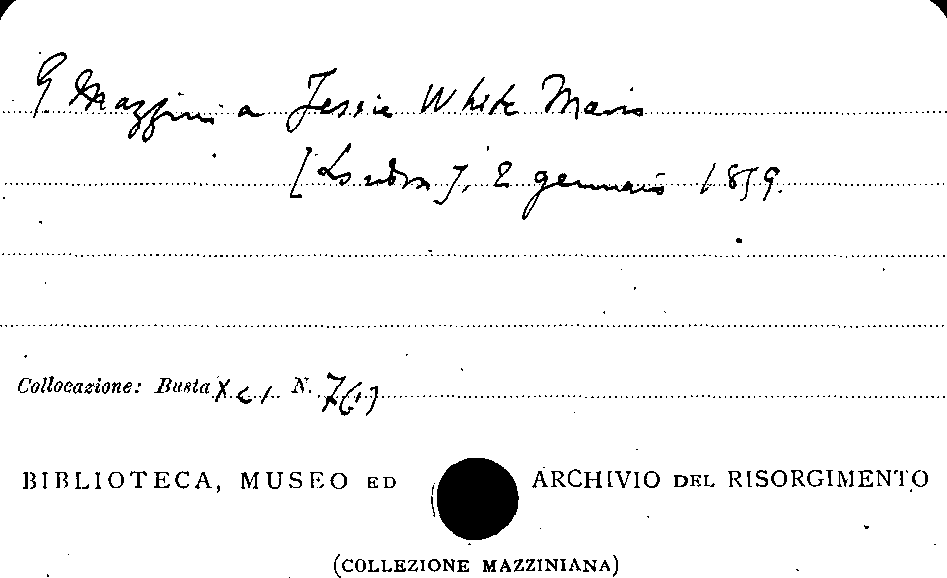 G. Mazzini a Jessie White Mario
[Londra], 2 gennaio 1859.
Collocazione: Busta XCI N. 7(1)
BIBLIOTECA, MUSEO ED ARCHIVIO DEL RISORGIMENTO
(COLLEZIONE MAZZINIANA)